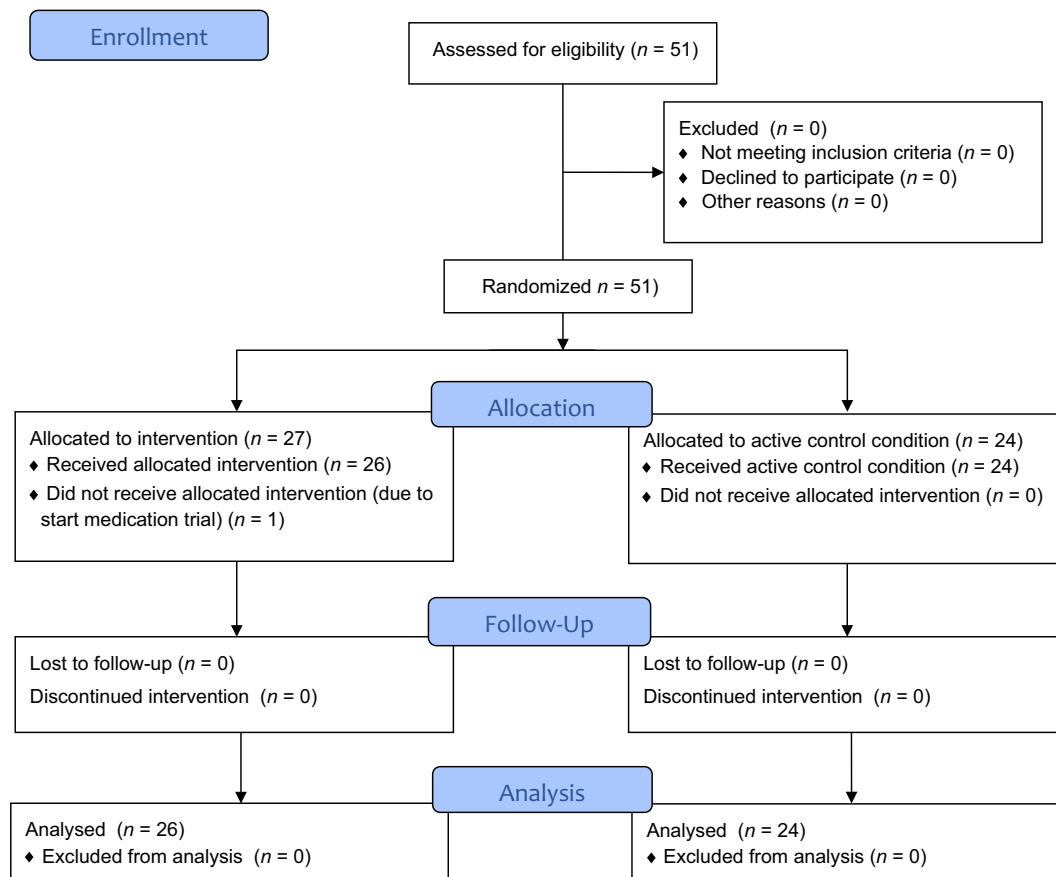 Enrollment
Assessed for eligibility (n = 51)
Excluded (n = 0)
♦ Not meeting inclusion criteria (n = 0)
♦ Declined to participate (n = 0)
♦ Other reasons (n = 0)
Randomized n = 51)
Allocation
Allocated to intervention (n = 27)
♦ Received allocated intervention (n = 26)
♦ Did not receive allocated intervention (due to
start medication trial) (n = 1)
Allocated to active control condition (n = 24)
♦ Received active control condition (n = 24)
♦ Did not receive allocated intervention (n = 0)
Follow-Up
Lost to follow-up (n = 0)
Discontinued intervention (n = 0)
Lost to follow-up (n = 0)
Discontinued intervention (n = 0)
Analysis
Analysed (n = 26)
♦ Excluded from analysis (n = 0)
Analysed (n = 24)
♦ Excluded from analysis (n = 0)